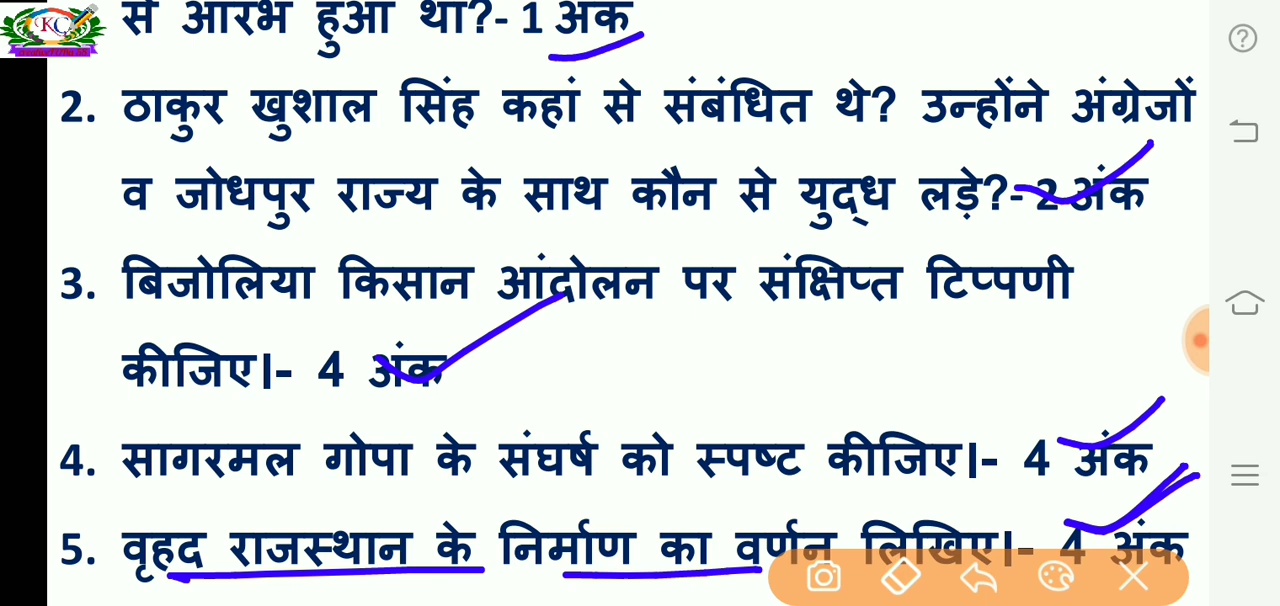 KC
से आरंभ हुआ था?- 1 अंक
2. ठाकुर खुशाल सिंह कहां से संबंधित थे? उन्होंने अंग्रेजों
व जोधपुर राज्य के साथ कौन से युद्ध लड़े?- 2 अंक
3. बिजोलिया किसान आंदोलन पर संक्षिप्त टिप्पणी
कीजिए।- 4 अंक
4. सागरमल गोपा के संघर्ष को स्पष्ट कीजिए।- 4 अंक
5. वृहद राजस्थान के निर्माण का वर्णन लिखिए।- 4 अंक